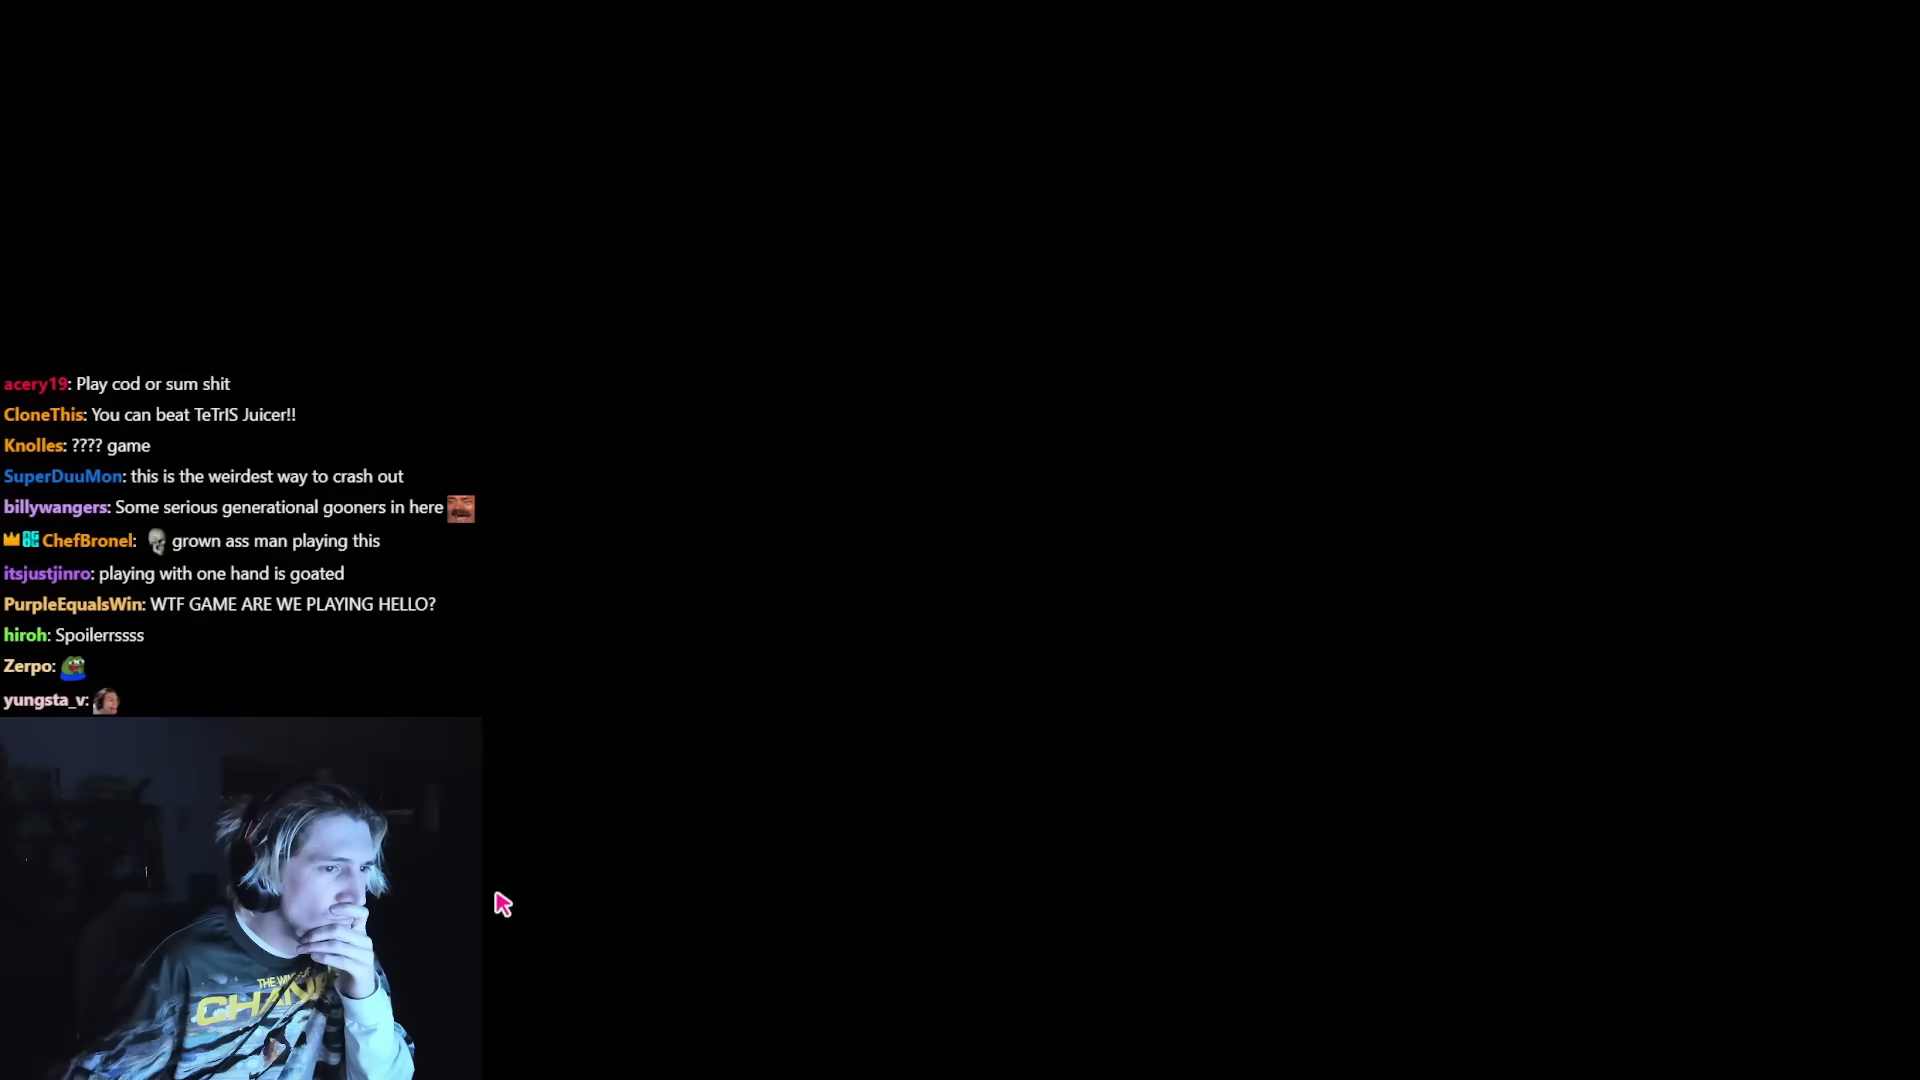 acery19: Play cod or sum shit
CloneThis: You can beat TeTrIS Juicer!!
Knolles: ???? game
SuperDuuMon: this is the weirdest way to crash out
billywangers: Some serious generational gooners in here
ChefBronel: grown ass man playing this
itsjustjinro: playing with one hand is goated
PurpleEqualsWin: WTF GAME ARE WE PLAYING HELLO?
hiroh: Spoilerrssss
Zerpo:
yungsta_v:
THE